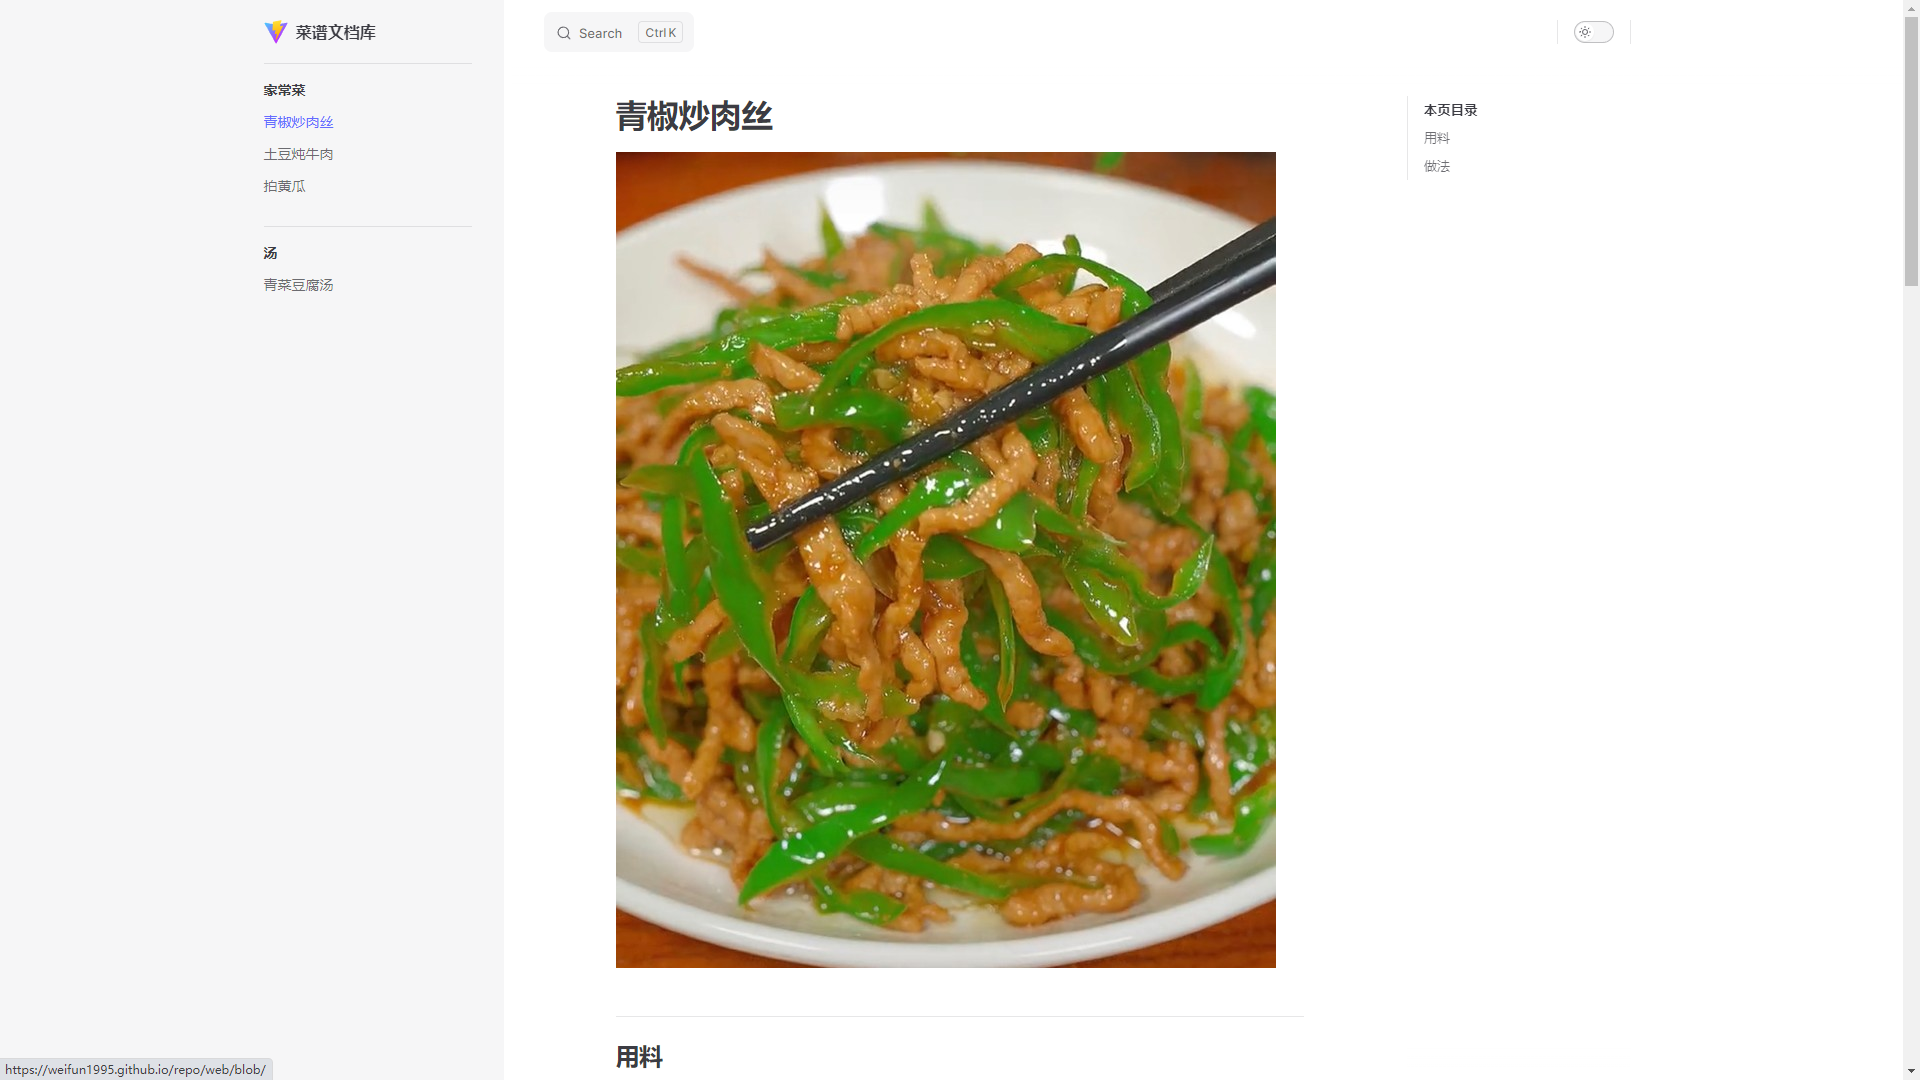 菜谱文档库
家常菜
青椒炒肉丝
土豆炖牛肉
拍黄瓜
汤
青菜豆腐汤
Search
Ctrl K
青椒炒肉丝
用料
本页目录
用料
做法
https://weifun1995.github.io/repo/web/blob/